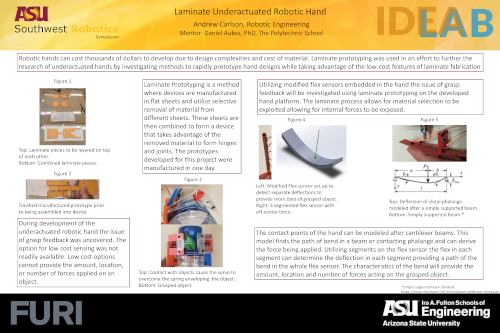 ASU
Southwest Robotics
Symposium
Laminate Underactuated Robotic Hand
Andrew Carlson, Robotic Engineering
Mentor: Daniel Aukes, PhD, The Polytechnic School
IDEALAB
Robotic hands can cost thousands of dollars to develop due to design complexities and cost of material. Laminate prototyping was used in an effort to further the
research of underactuated hands by investigating methods to rapidly prototype hand designs while taking advantage of the low-cost features of laminate fabrication
Figure 1
Top: Laminate pieces to be layered on top
of each other.
Bottom: Combined laminate pieces.
Figure 2
Finished manufactured prototype prior
to being assembled into device
During development of the
underactuated robotic hand the issue
of grasp feedback was uncovered. The
option for low cost sensing was not
readily available. Low cost options
cannot provide the amount, location,
or number of forces applied on an
object.
Laminate Prototyping is a method
where devices are manufactured
in flat sheets and utilize selective
removal of material from
different sheets. These sheets are
then combined to form a device
that takes advantage of the
removed material to form hinges
and joints. The prototypes
developed for this project were
manufactured in one day.
Figure 3
Top: Contact with objects cause the servo to
overcome the spring enveloping the object.
Bottom: Grasped object.
Utilizing modified flex sensors embedded in the hand the issue of grasp
feedback will be investigated using laminate prototyping on the developed
hand platform. The laminate process allows for material selection to be
exploited allowing for internal forces to be exposed.
Figure 4
Left: Modified Flex sensor set up to
detect separate deflections to
provide more data of grasped object.
Right: 3 segmented flex sensor with
off-center force.
Figure 5
Top: Deflection of distal phalange
modeled after a simply supported beam.
Bottom: Simply supported beam *
The contact points of the hand can be modeled after cantilever beams. This
model finds the path of bend in a beam or contacting phalange and can derive
the force being applied. Utilizing segments on the flex sensor the flex in each
segment can determine the deflection in each segment providing a path of the
bend in the whole flex sensor. The characteristics of the bend will provide the
amount, location and number of forces acting on the grasped object.
FURI
ASU Ira A. Fulton Schools of
Engineering
Arizona State University